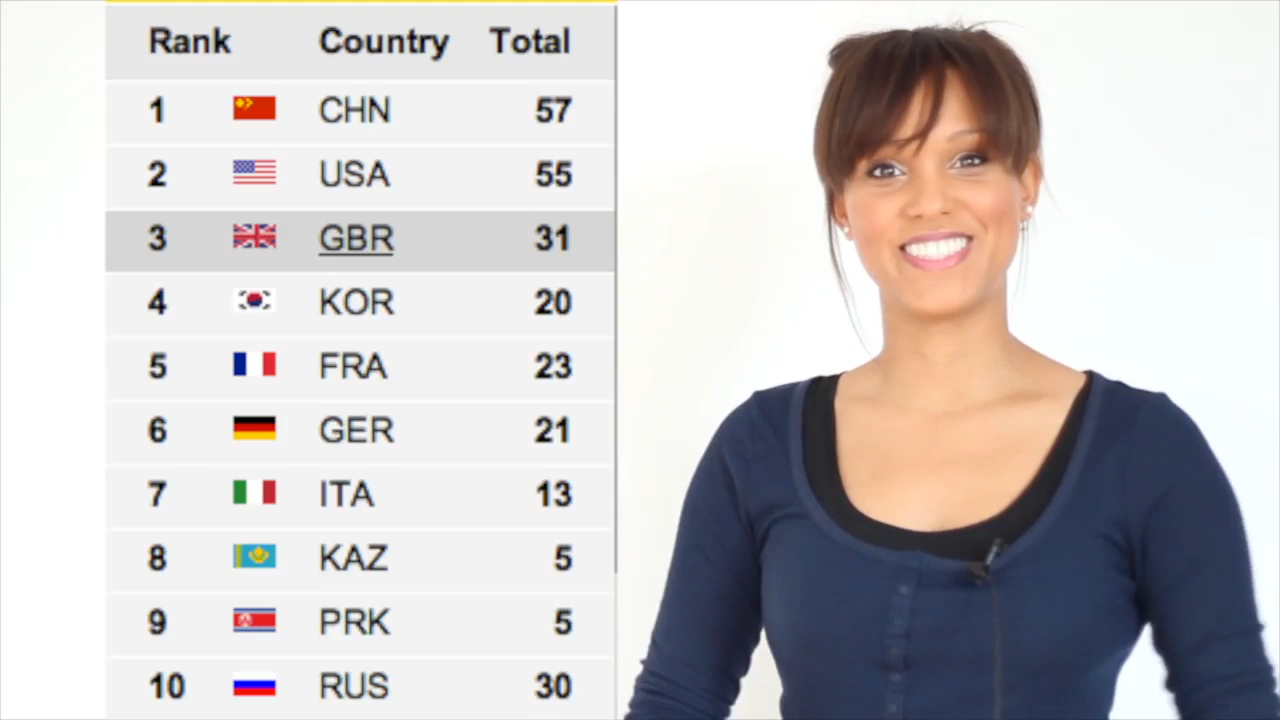 Rank Country Total
1 CHN 57
2 USA 55
3 GBR 31
4 KOR 20
5 FRA 23
6 GER 21
7 ITA 13
8 KAZ 5
9 PRK 5
10 RUS 30